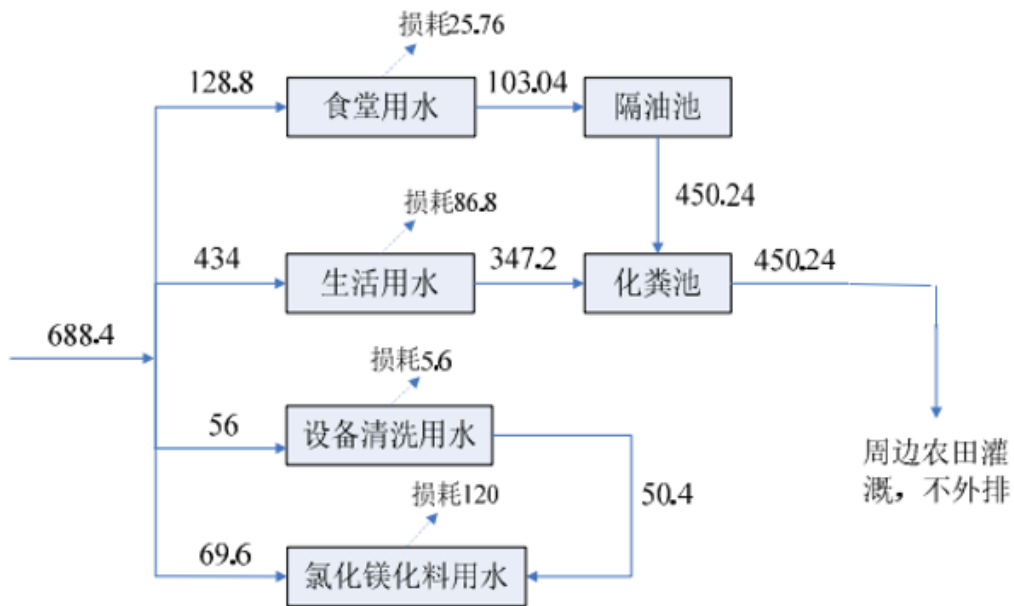 损耗25.76
128.8
食堂用水
103.04
隔油池
450.24
损耗86.8
434
生活用水
347.2
化粪池
450.24
688.4
损耗5.6
56
设备清洗用水
50.4
周边农田灌
溉，不外排
损耗120
69.6
氯化镁化料用水